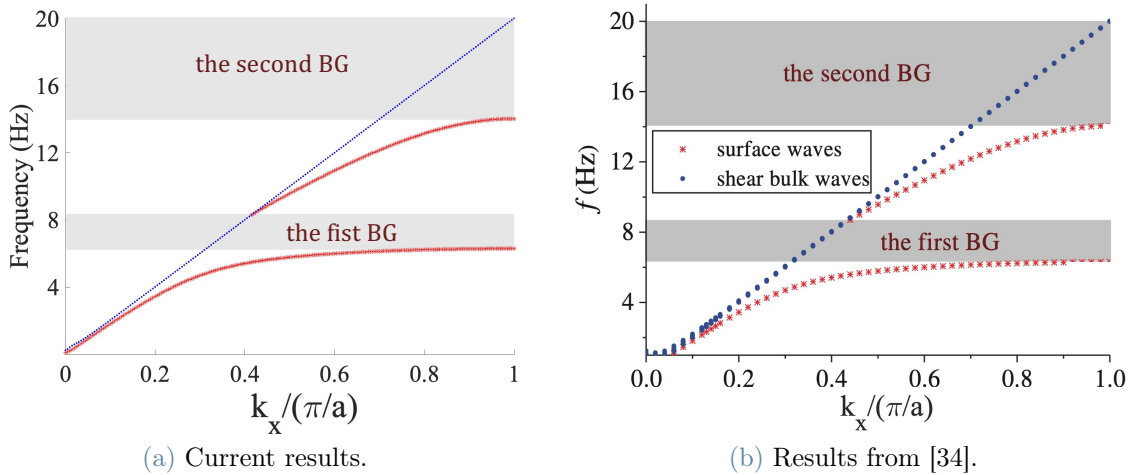 20
16
12
8
4
Frequency (Hz)
the second BG
the fist BG
0
0.2
0.4
0.6
0.8
1
k_x/(π/a)
(a) Current results.
20
16
12
8
4
f (Hz)
the second BG
surface waves
shear bulk waves
the first BG
0.0
0.2
0.4
0.6
0.8
1.0
k_x/(π/a)
(b) Results from [34].